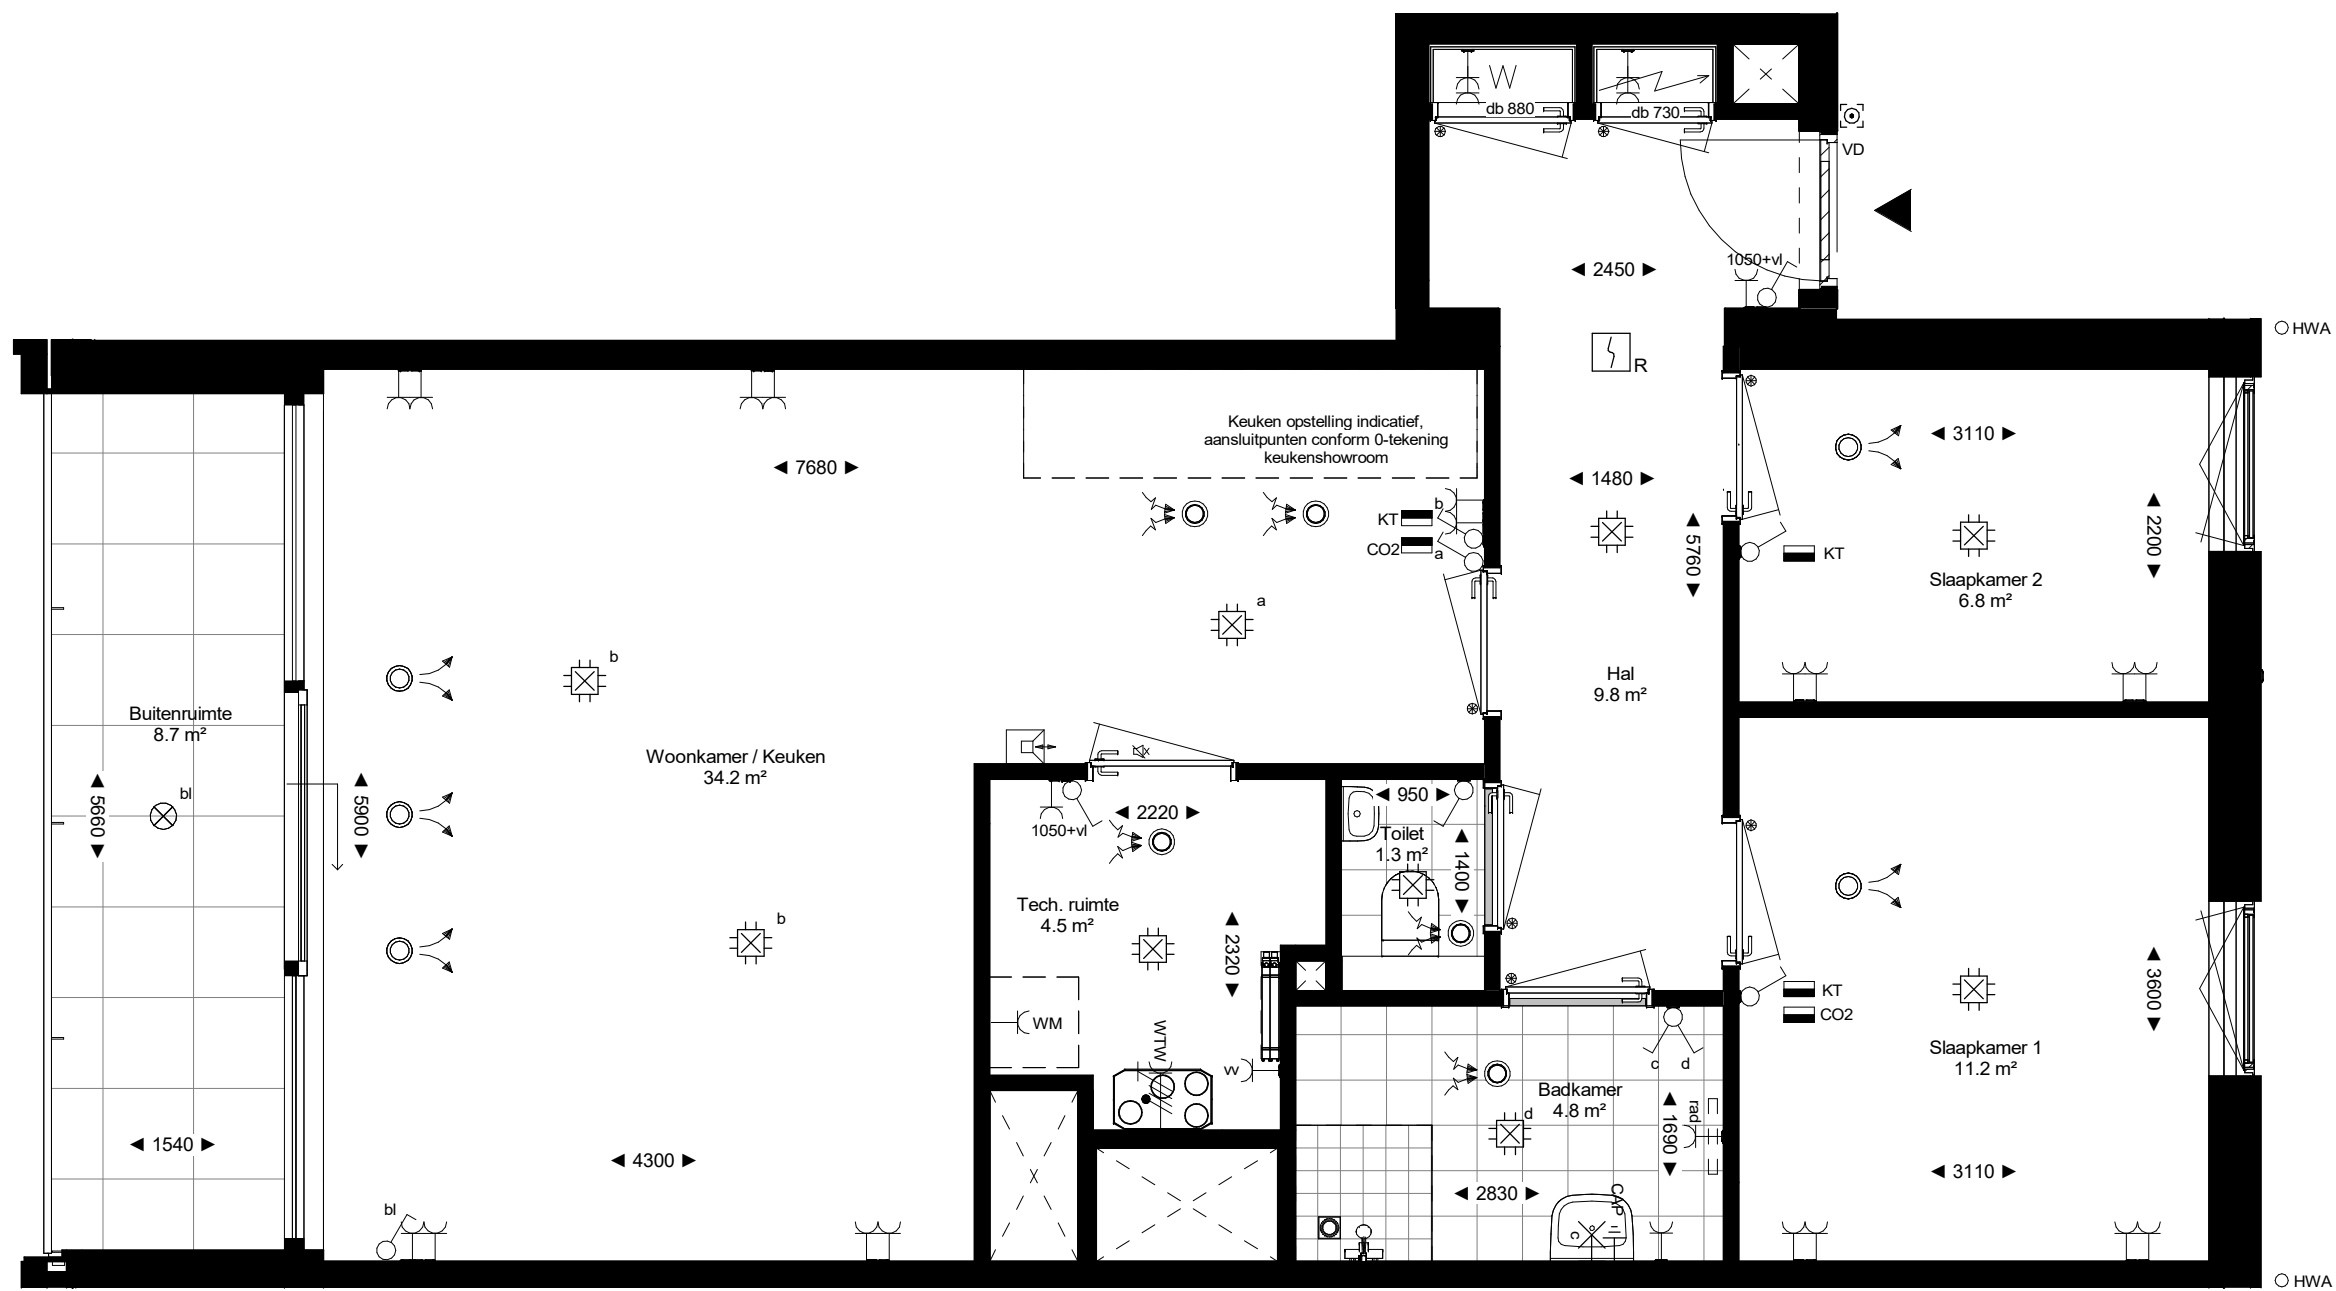 W
db 880
db 730
VD
1050+vl
◄ 2450 ►
HWA
R
Keuken opstelling indicatief,
aansluitpunten conform 0-tekening
keukenshowroom
◄ 7680 ►
◄ 1480 ►
◄ 3110 ►
b
KT
CO2
a
◄ 5760 ►
◄ 2200 ►
KT
Slaapkamer 2
6.8 m²
a
b
Hal
9.8 m²
Buitenruimte
8.7 m²
Woonkamer / Keuken
34.2 m²
bl
◄ 5660 ►
◄ 5900 ►
◄ 950 ►
◄ 2220 ►
1050+vl
Toilet
1.3 m²
◄ 1400 ►
Tech. ruimte
4.5 m²
b
◄ 2320 ►
KT
CO2
◄ 3600 ►
WM
WTW
vv
c
d
Slaapkamer 1
11.2 m²
Badkamer
4.8 m²
d
rad
◄ 1690 ►
◄ 1540 ►
◄ 4300 ►
◄ 3110 ►
◄ 2830 ►
CAP
c
bl
HWA